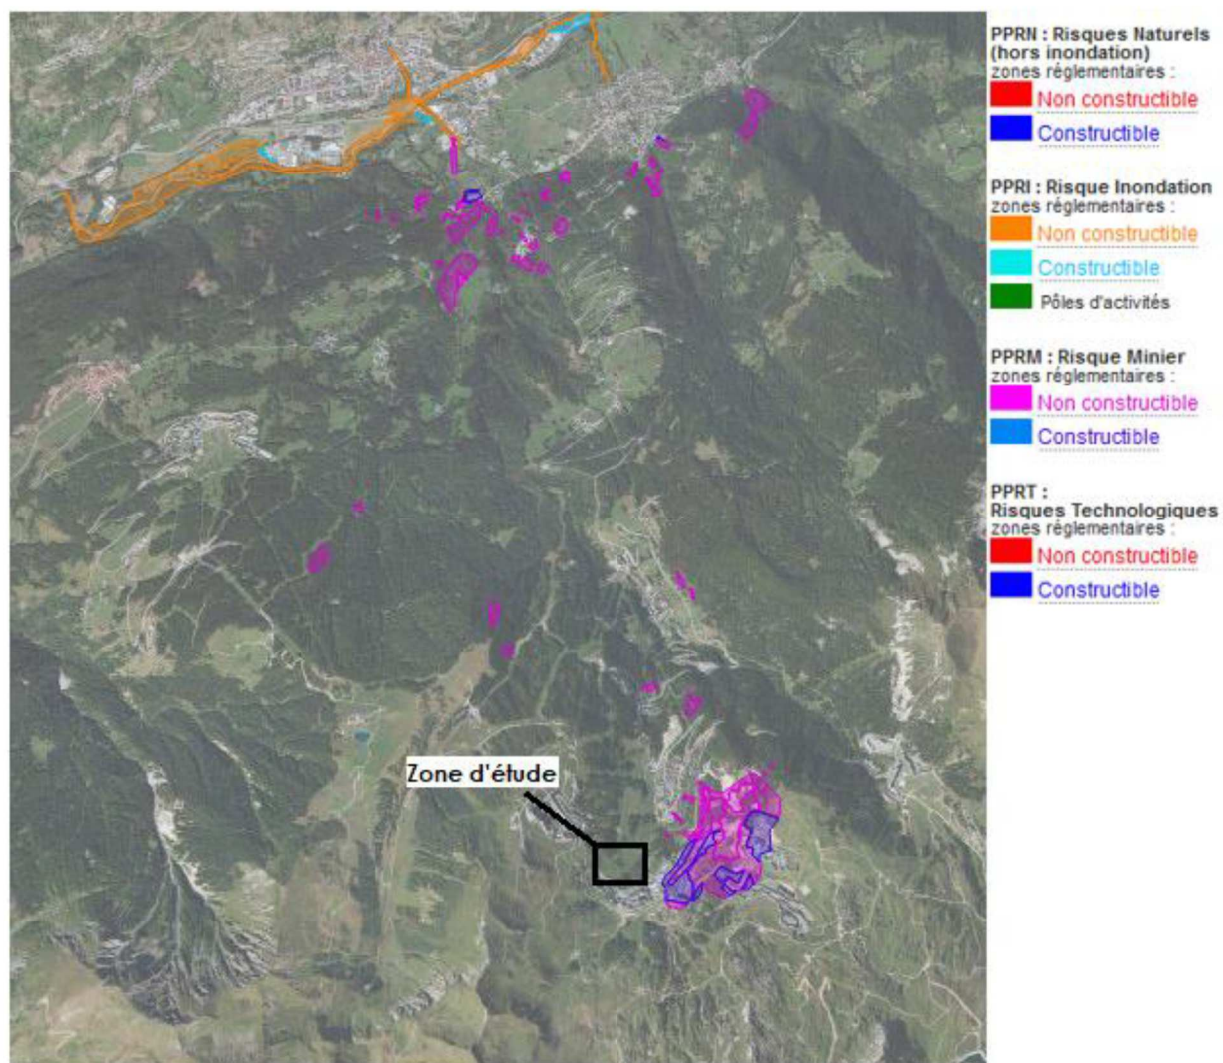 PPRN : Risques Naturels
(hors inondation)
zones réglementaires :
Non constructible
Constructible
PPRI : Risque Inondation
zones réglementaires :
Non constructible
Constructible
Pôles d'activités
PPRM : Risque Minier
zones réglementaires :
Non constructible
Constructible
PPRT :
Risques Technologiques
zones réglementaires :
Non constructible
Constructible
Zone d'étude